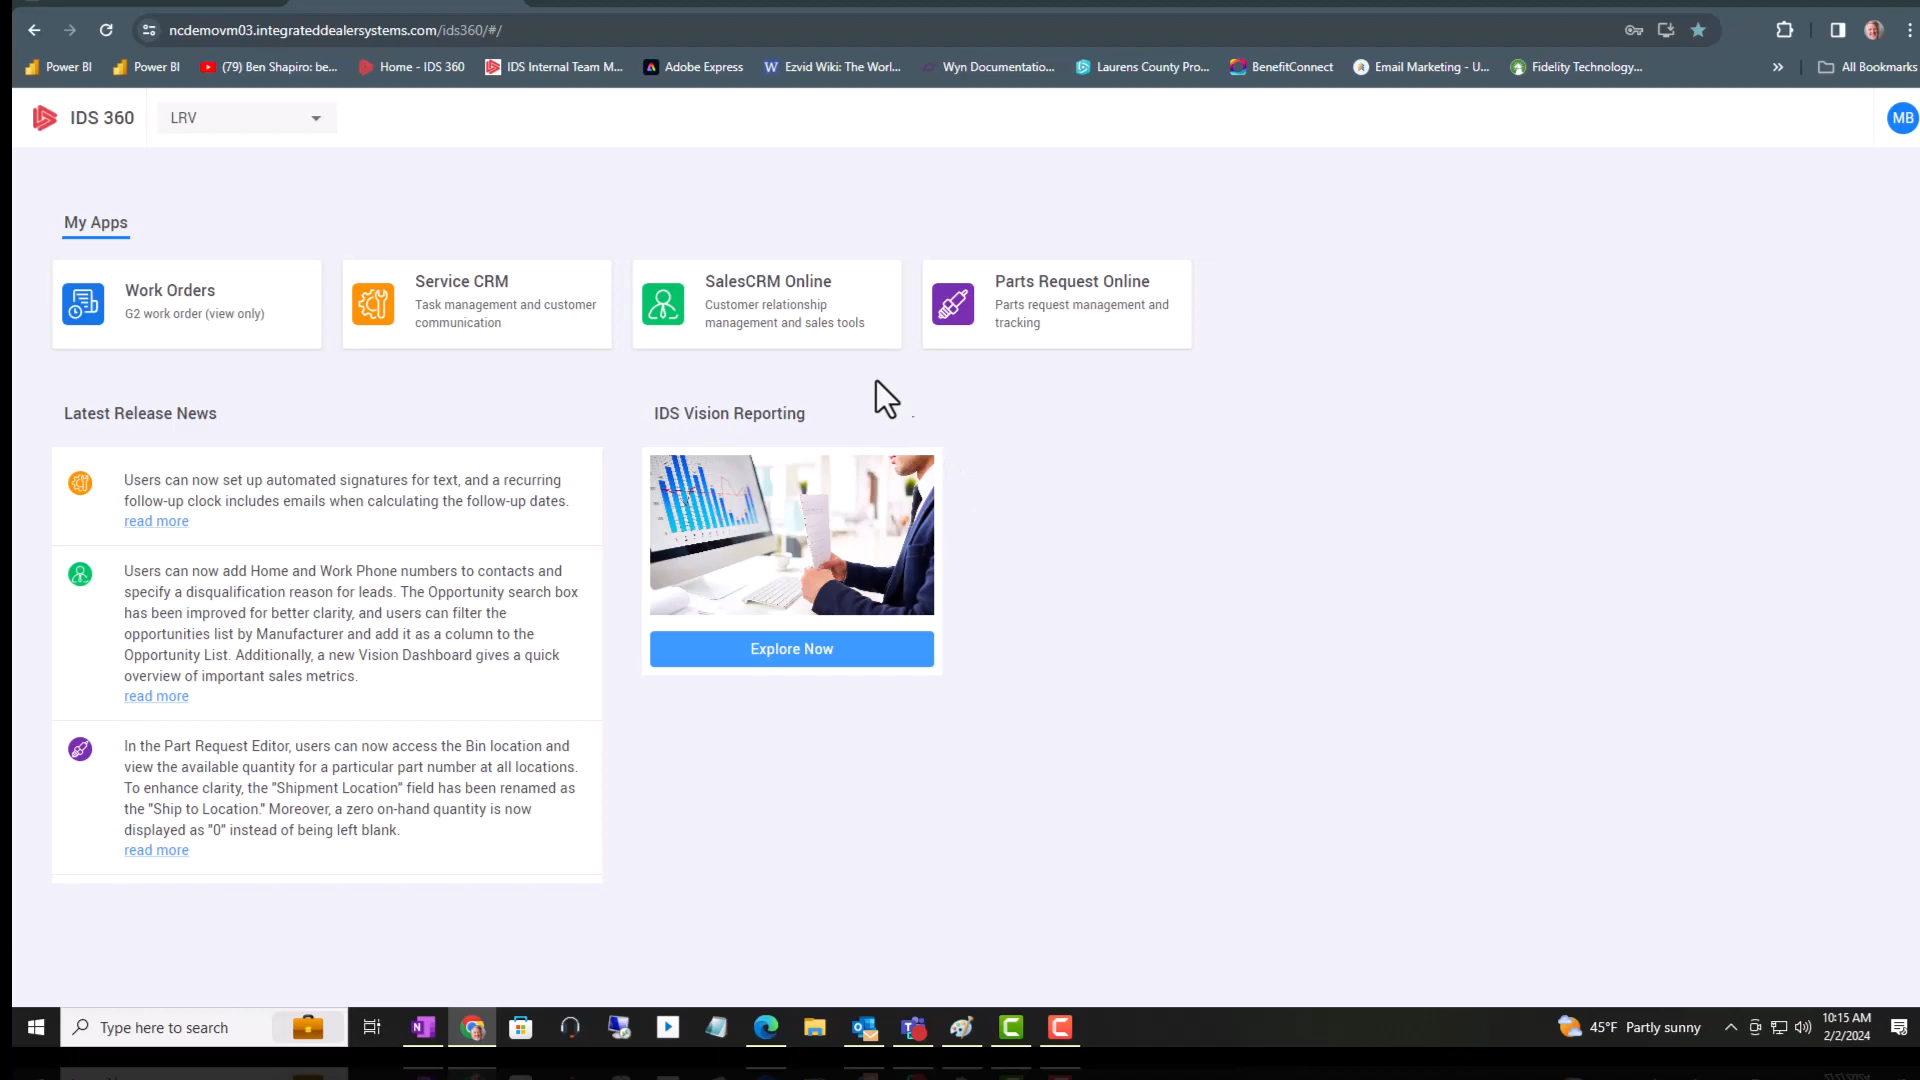 ncdemovm03.integrateddealersystems.com/ids360/#/
Power BI
Power BI
(79) Ben Shapiro: be...
Home - IDS 360
IDS Internal Team M...
Adobe Express
Ezvid Wiki: The Worl...
Wyn Documentatio...
Laurens County Pro...
BenefitConnect
Email Marketing - U...
Fidelity Technology...
»
All Bookmarks
IDS 360
LRV
MB
My Apps
Work Orders
G2 work order (view only)
Service CRM
Task management and customer
communication
SalesCRM Online
Customer relationship
management and sales tools
Parts Request Online
Parts request management and
tracking
Latest Release News
Users can now set up automated signatures for text, and a recurring
follow-up clock includes emails when calculating the follow-up dates.
read more
Users can now add Home and Work Phone numbers to contacts and
specify a disqualification reason for leads. The Opportunity search box
has been improved for better clarity, and users can filter the
opportunities list by Manufacturer and add it as a column to the
Opportunity List. Additionally, a new Vision Dashboard gives a quick
overview of important sales metrics.
read more
In the Part Request Editor, users can now access the Bin location and
view the available quantity for a particular part number at all locations.
To enhance clarity, the "Shipment Location" field has been renamed as
the "Ship to Location." Moreover, a zero on-hand quantity is now
displayed as "0" instead of being left blank.
read more
IDS Vision Reporting
Explore Now
Type here to search
45°F Partly sunny
10:15 AM
2/2/2024